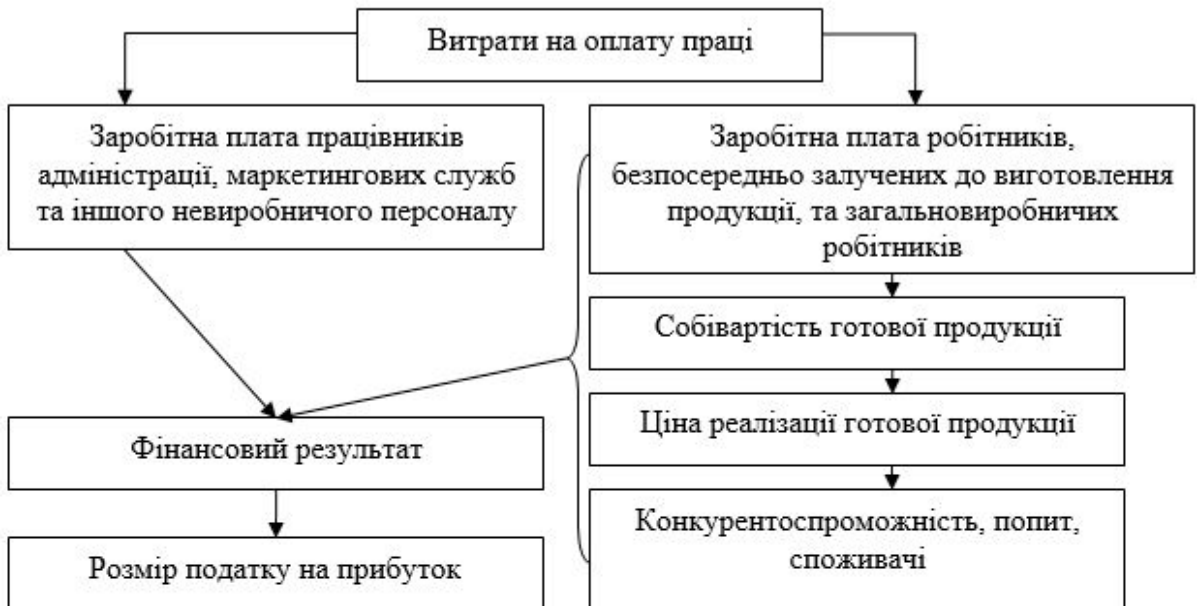 Витрати на оплату праці
Заробітна плата працівників
адміністрації, маркетингових служб
та іншого невиробничого персоналу
Заробітна плата робітників,
безпосередньо залучених до виготовлення
продукції, та загальновиробничих
робітників
Собівартість готової продукції
Ціна реалізації готової продукції
Фінансовий результат
Конкурентоспроможність, попит,
споживачі
Розмір податку на прибуток